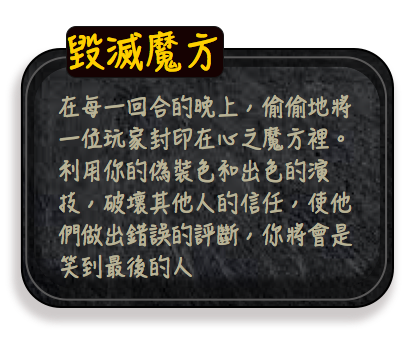 毀滅魔方
在每一回合的晚上，偷偷地將
一位玩家封印在心之魔方裡。
利用你的偽裝色和出色的演
技，破壞其他人的信任，使他
們做出錯誤的評斷，你將會是
笑到最後的人